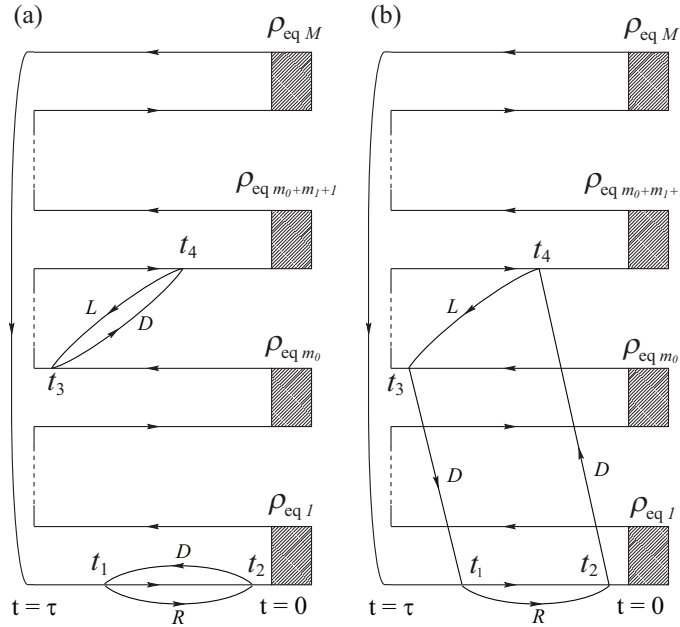 (a)
ρeq M
ρeq m0+m1+1
t4
L
D
t3
ρeq m0
ρeq 1
t1
D
t2
R
t = τ
t = 0
(b)
ρeq M
ρeq m0+m1+
t4
L
t3
ρeq m0
D
D
ρeq 1
t1
t2
R
t = τ
t = 0